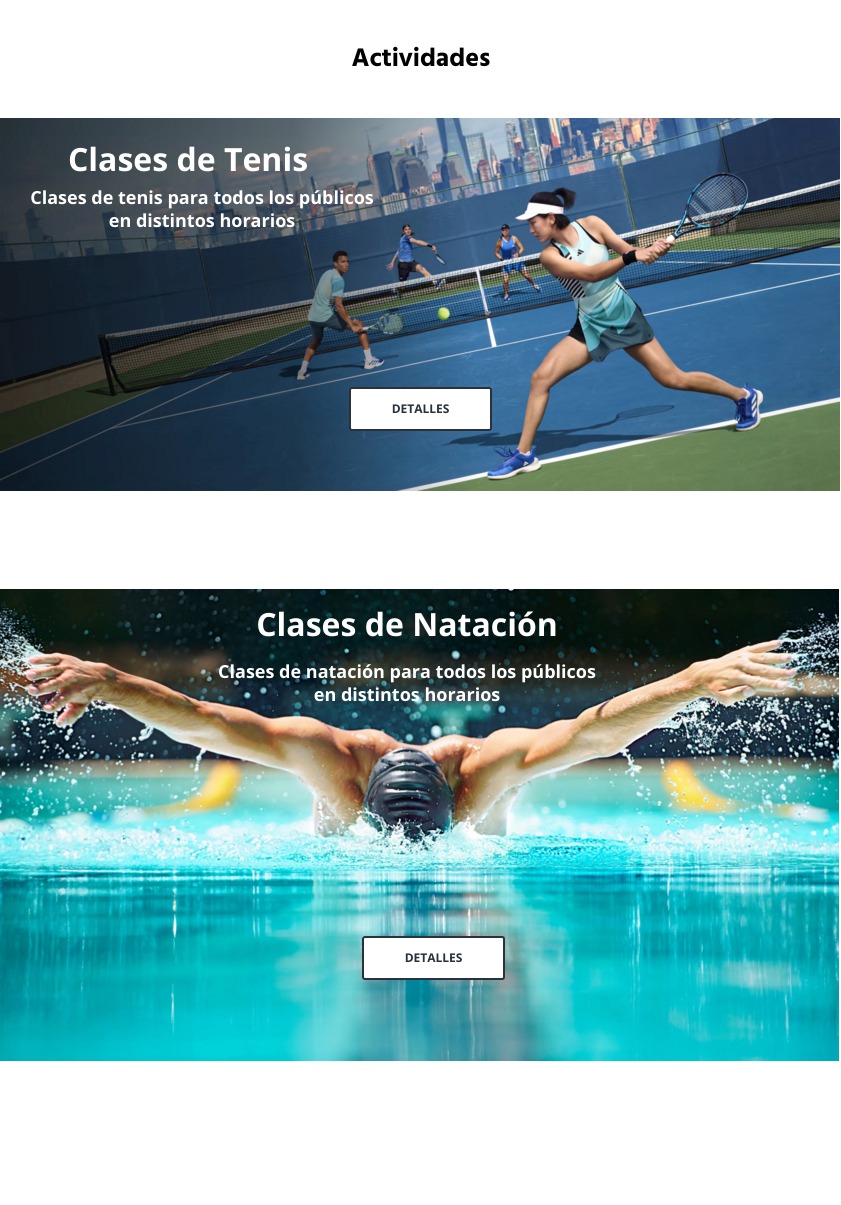 Actividades
Clases de Tenis
Clases de tenis para todos los públicos
en distintos horarios
DETALLES
Clases de Natación
Clases de natación para todos los públicos
en distintos horarios
DETALLES